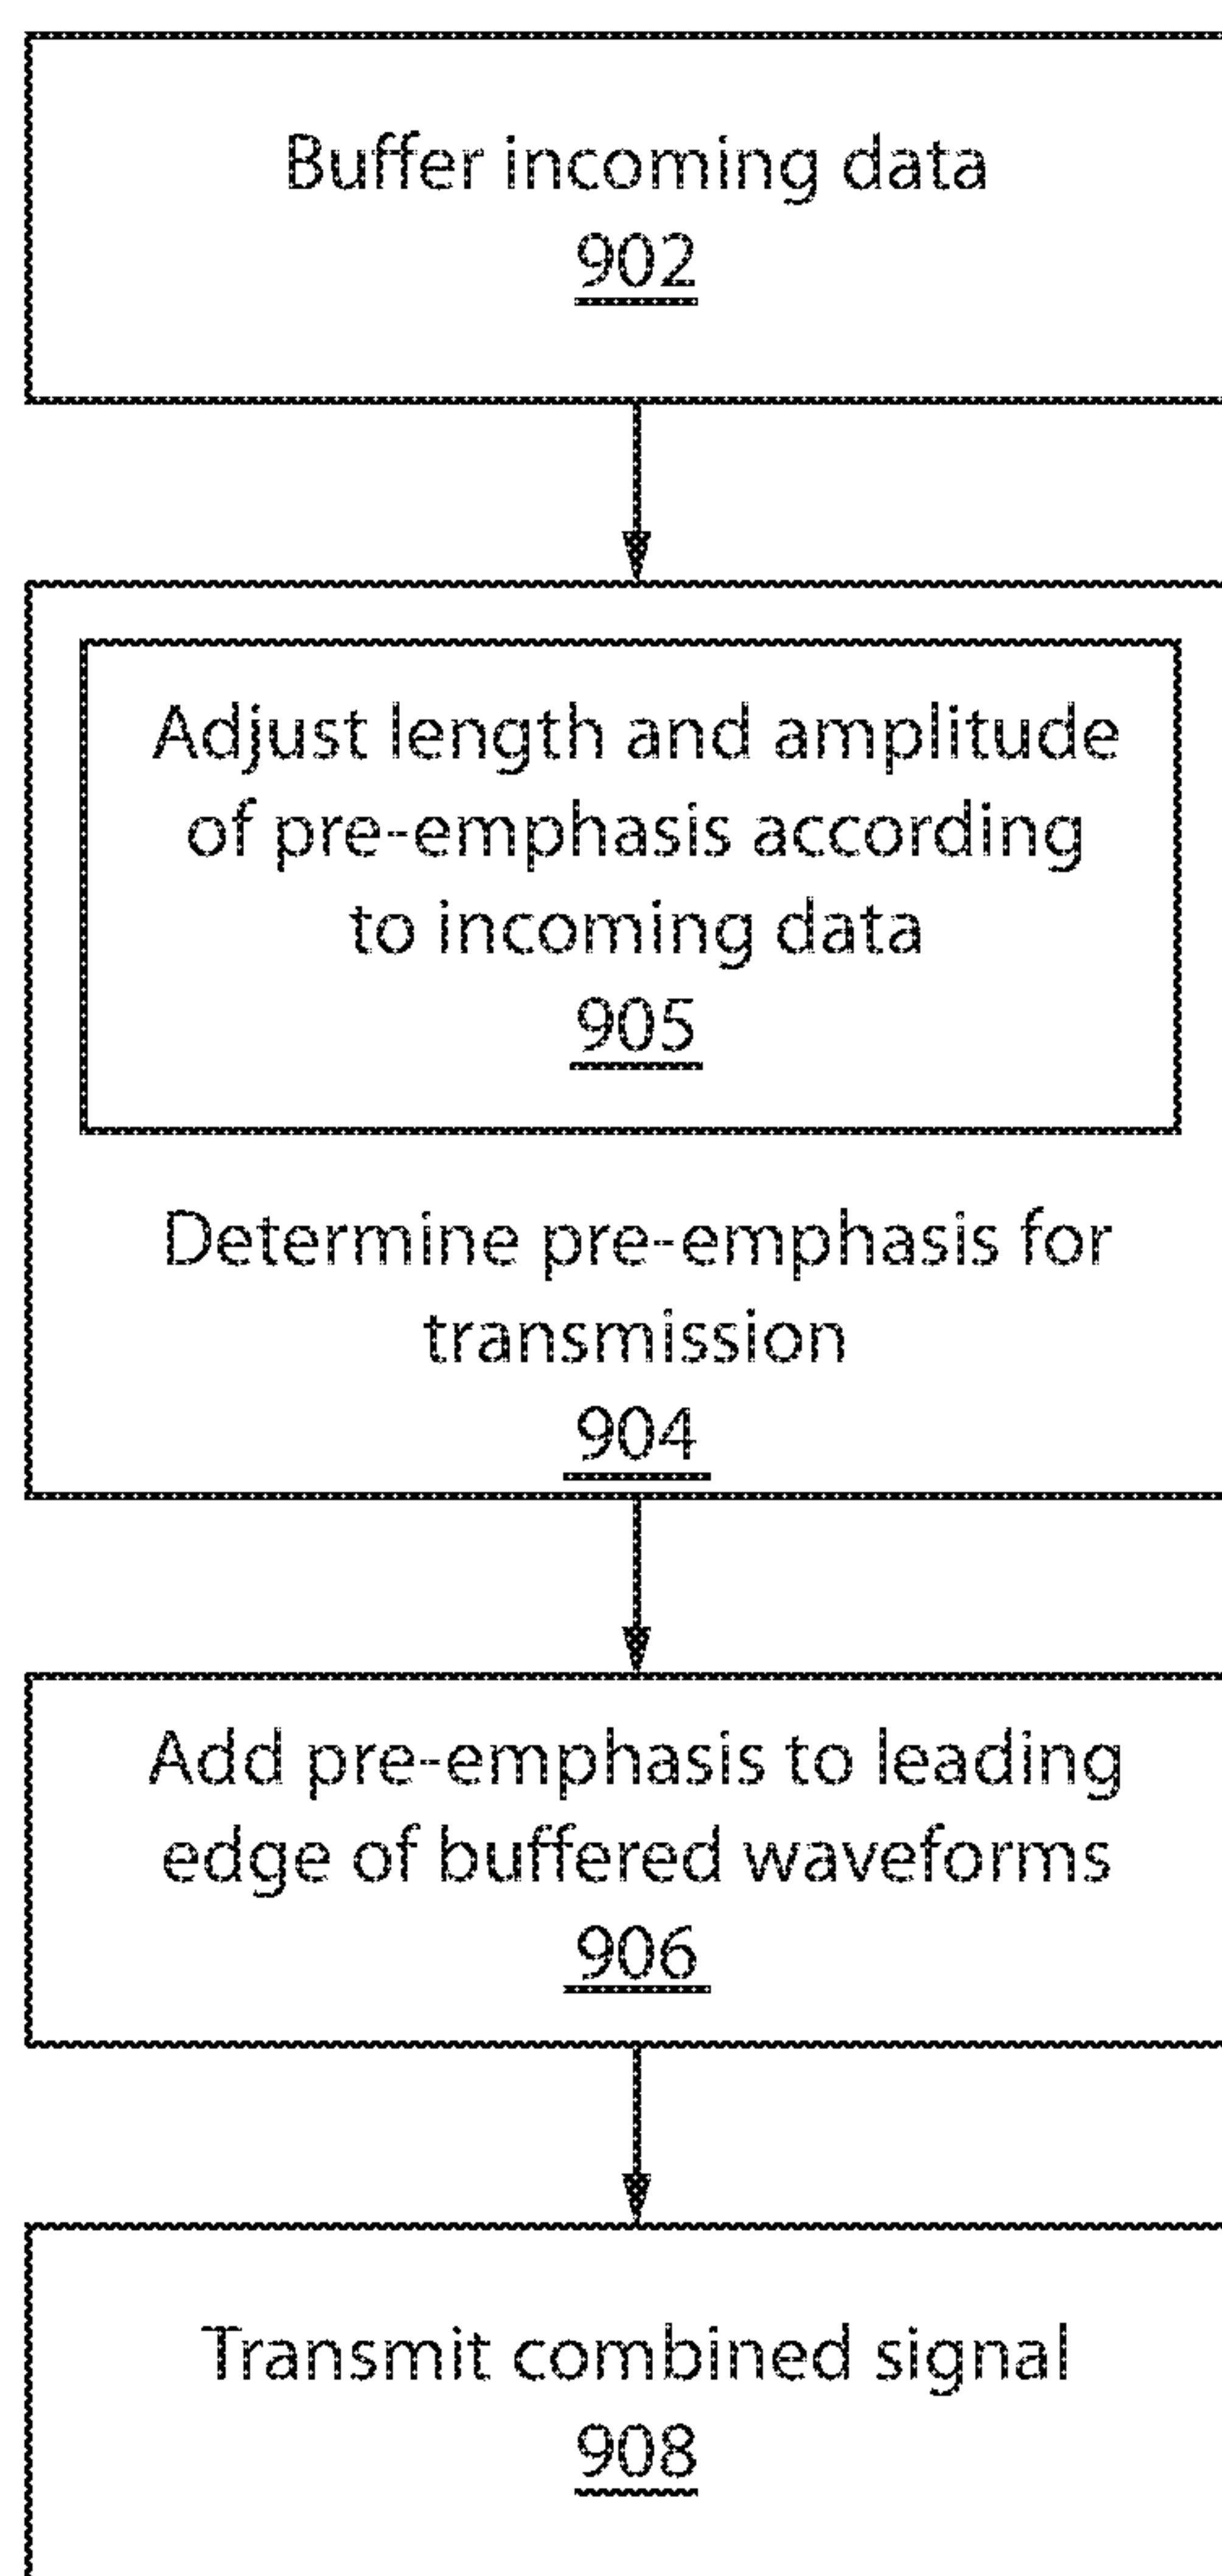 Buffer incoming data
902
Adjust length and amplitude
of pre-emphasis according
to incoming data
905
Determine pre-emphasis for
transmission
904
Add pre-emphasis to leading
edge of buffered waveforms
906
Transmit combined signal
908